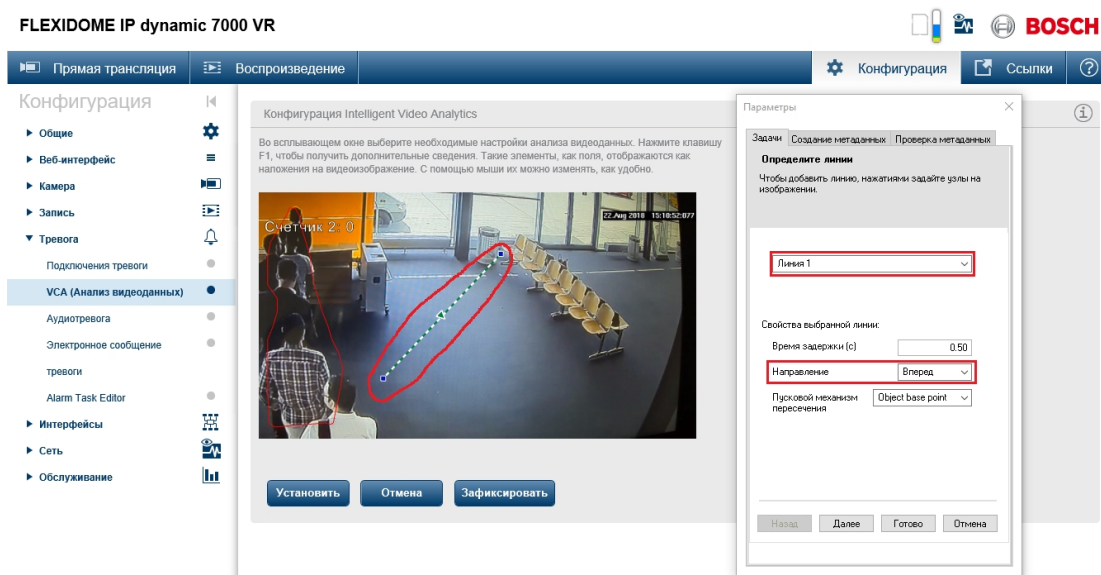 FLEXIDOME IP dynamic 7000 VR
BOSCH
Прямая трансляция
Воспроизведение
Конфигурация
Ссылки
Конфигурация
Общие
Веб-интерфейс
Камера
Запись
Тревога
Подключения тревоги
VCA (Анализ видеоданных)
Аудиотревога
Электронное сообщение
тревоги
Alarm Task Editor
Интерфейсы
Сеть
Обслуживание
Конфигурация Intelligent Video Analytics
Во всплывающем окне выберите необходимые настройки анализа видеоданных. Нажмите клавишу
F1, чтобы получить дополнительные сведения. Такие элементы, как поля, отображаются как
наложения на видеоизображение. С помощью мыши их можно изменять, как удобно.
22.Aug 2018 15:10:52:077
Счетчик 2: 0
Установить
Отмена
Зафиксировать
Параметры
Задачи
Создание метаданных
Проверка метаданных
Определите линии
Чтобы добавить линию, нажатиями задайте узлы на
изображении.
Линия 1
Свойства выбранной линии:
Время задержки (с)
0.50
Направление
Вперед
Пусковой механизм
пересечения
Object base point
Назад
Далее
Готово
Отмена